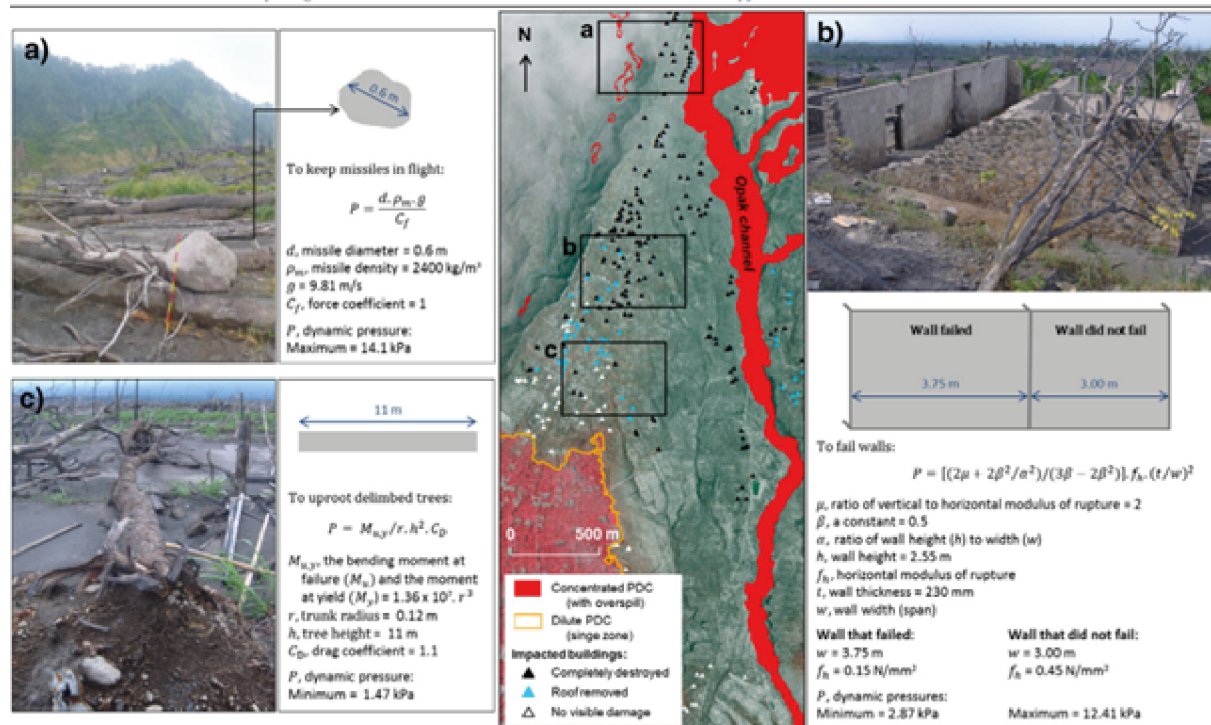 a)
0.6 m
To keep missiles in flight:
P = d. ρm. g / Cf
d, missile diameter = 0.6 m
ρm, missile density = 2400 kg/m³
g = 9.81 m/s
Cf, force coefficient = 1
P, dynamic pressure:
Maximum = 14.1 kPa
c)
11 m
To uproot delimbed trees:
P = Mu,y/r. h². CD
Mu,y, the bending moment at
failure (Mu) and the moment
at yield (My) = 1.36 x 10⁷. r³
r, trunk radius = 0.12 m
h, tree height = 11 m
CD, drag coefficient = 1.1
P, dynamic pressure:
Minimum = 1.47 kPa
N
a
b
c
Opak channel
0 500 m
Concentrated PDC
(with overspill)
Dilute PDC
(singe zone)
Impacted buildings:
Completely destroyed
Roof removed
No visible damage
b)
Wall failed
Wall did not fail
3.75 m
3.00 m
To fail walls:
P = [(2μ + 2β²/α²)/(3β − 2β²)]. fh. (t/w)²
μ, ratio of vertical to horizontal modulus of rupture = 2
β, a constant = 0.5
α, ratio of wall height (h) to width (w)
h, wall height = 2.55 m
fh. horizontal modulus of rupture
t, wall thickness = 230 mm
w, wall width (span)
Wall that failed: Wall that did not fail:
w = 3.75 m w = 3.00 m
fh = 0.15 N/mm² fh = 0.45 N/mm²
P, dynamic pressures:
Minimum = 2.87 kPa Maximum = 12.41 kPa